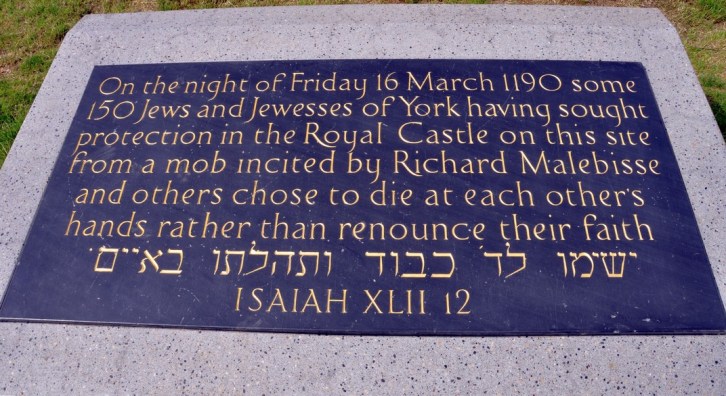 On the night of Friday 16 March 1190 some
150 Jews and Jewesses of York having sought
protection in the Royal Castle on this site
from a mob incited by Richard Malebisse
and others chose to die at each other's
hands rather than renounce their faith
ישימו לד׳ כבוד ותהלתו באיים
ISAIAH XLII 12